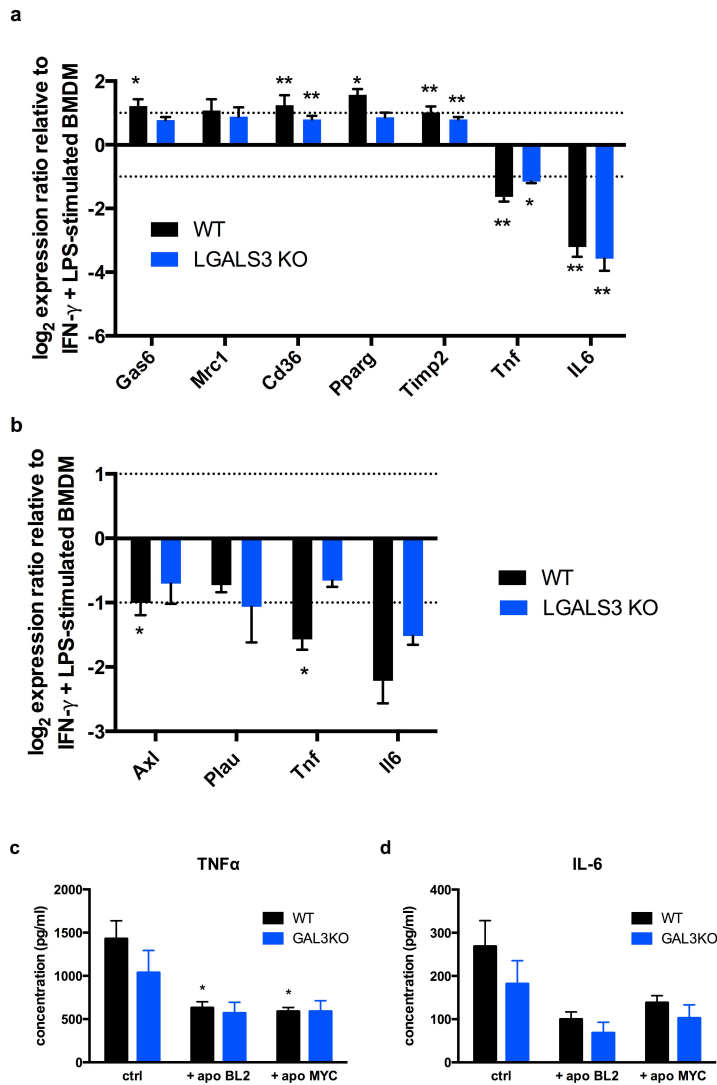 a
log2 expression ratio relative to
IFN-γ + LPS-stimulated BMDM
2
0
-2
-4
-6
*
**
**
*
**
**
**
*
**
**
WT
LGALS3 KO
Gas6
Mrc1
Cd36
Pparg
Timp2
Tnf
IL6
b
log2 expression ratio relative to
IFN-γ + LPS-stimulated BMDM
1
0
-1
-2
-3
*
*
WT
LGALS3 KO
Axl
Plau
Tnf
Il6
c
TNFα
concentration (pg/ml)
2000
1500
1000
500
0
WT
GAL3KO
*
*
ctrl
+ apo BL2
+ apo MYC
d
IL-6
concentration (pg/ml)
400
300
200
100
0
WT
GAL3KO
ctrl
+ apo BL2
+ apo MYC